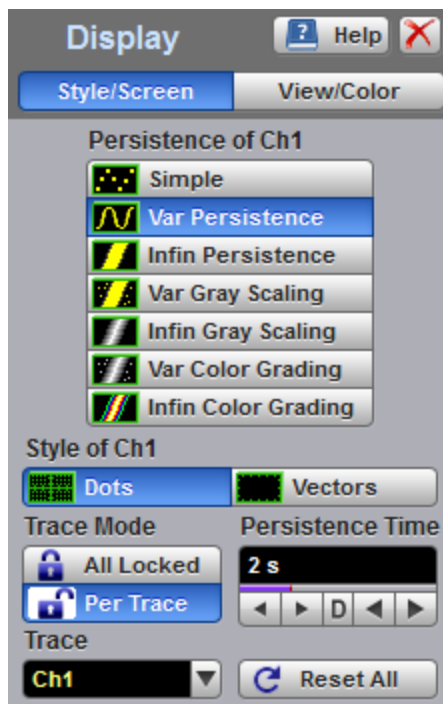 Display
? Help
Style/Screen View/Color
Persistence of Ch1
Simple
Var Persistence
Infin Persistence
Var Gray Scaling
Infin Gray Scaling
Var Color Grading
Infin Color Grading
Style of Ch1
Dots Vectors
Trace Mode Persistence Time
All Locked 2 s
Per Trace D
Trace
Ch1 Reset All